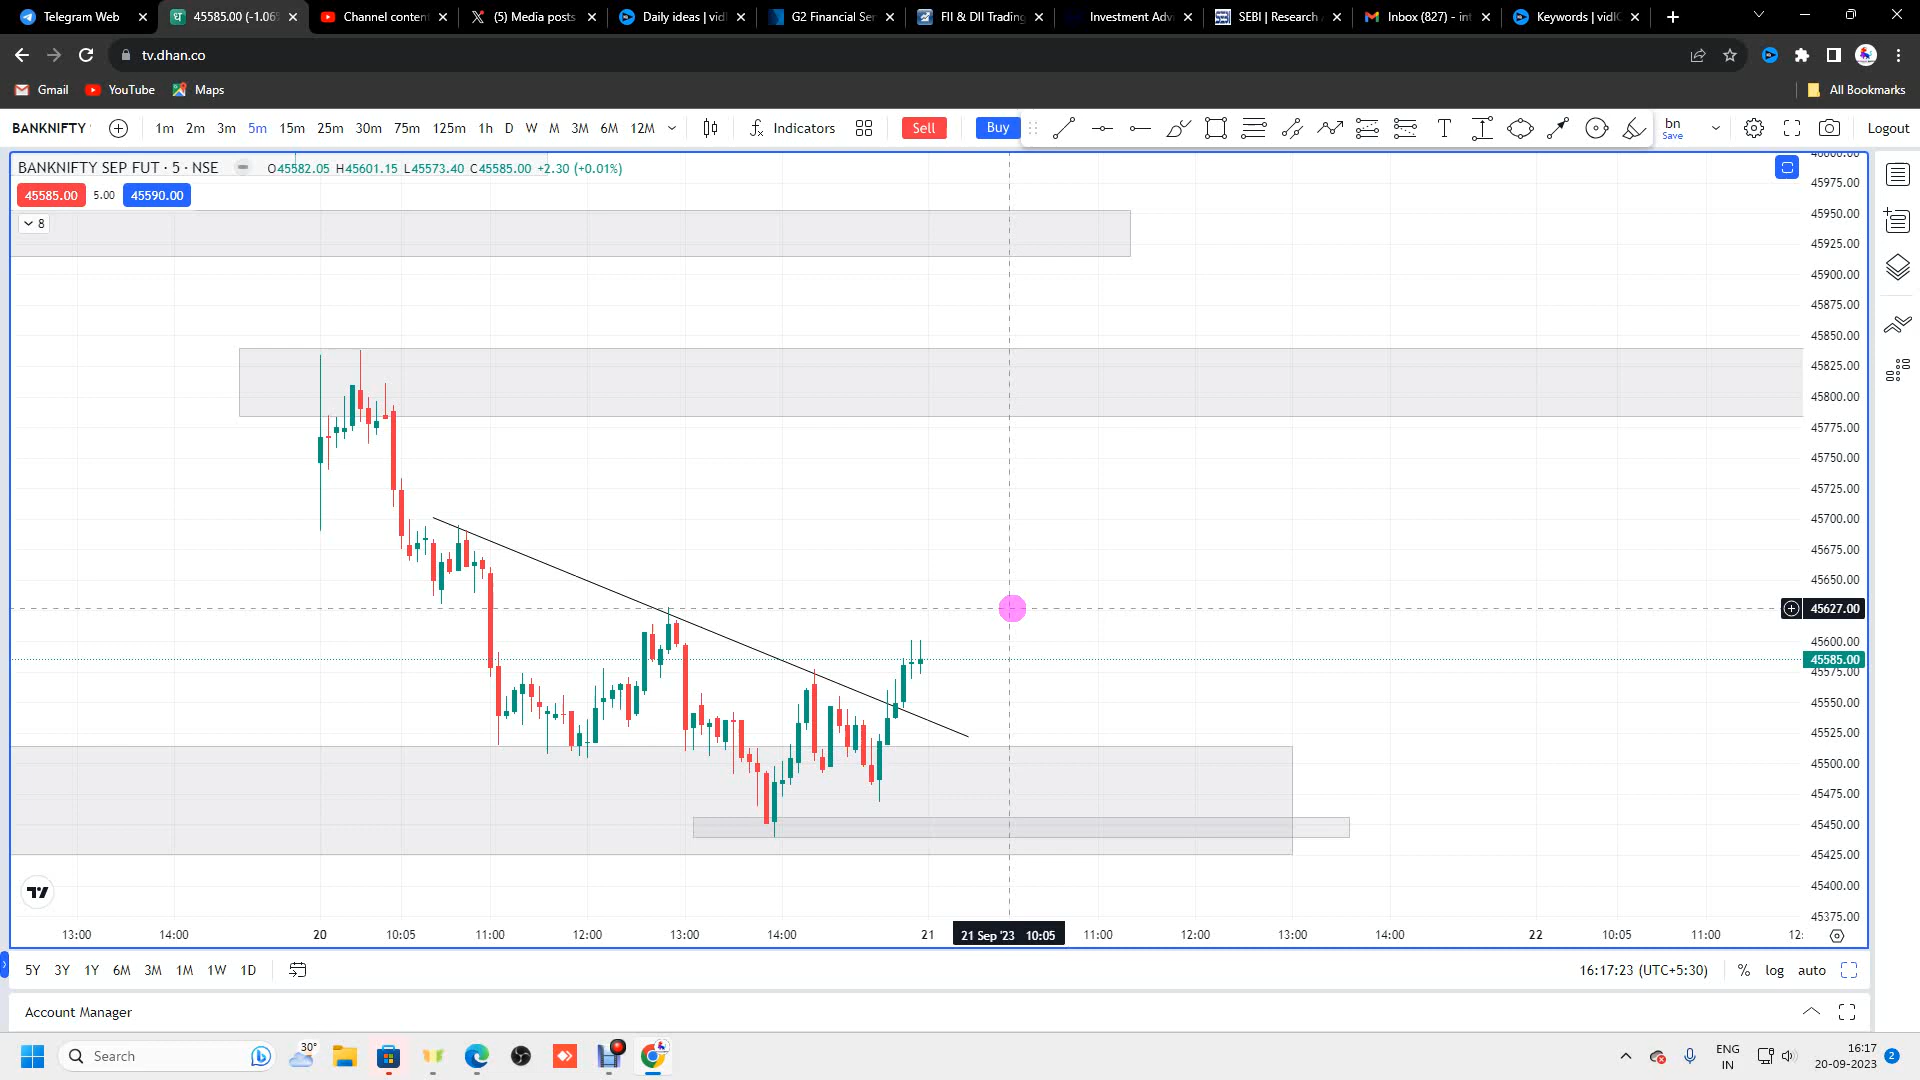 Telegram Web
45585.00 (-1.06
Channel content
(5) Media posts
Daily ideas | vidI
G2 Financial Ser
FII & DII Trading
Investment Adv
SEBI | Research
Inbox (827) - int
Keywords | vidIC
tv.dhan.co
Gmail YouTube Maps All Bookmarks
BANKNIFTY 1m 2m 3m 5m 15m 25m 30m 75m 125m 1h D W M 3M 6M 12M Indicators Sell Buy bn Save Logout
BANKNIFTY SEP FUT · 5 · NSE O45582.05 H45601.15 L45573.40 C45585.00 +2.30 (+0.01%)
45585.00 5.00 45590.00
8
45975.00
45950.00
45925.00
45900.00
45875.00
45850.00
45825.00
45800.00
45775.00
45750.00
45725.00
45700.00
45675.00
45650.00
45627.00
45600.00
45585.00
45575.00
45550.00
45525.00
45500.00
45475.00
45450.00
45425.00
45400.00
45375.00
13:00 14:00 20 10:05 11:00 12:00 13:00 14:00 21 21 Sep '23 10:05 11:00 12:00 13:00 14:00 22 10:05 11:00 12:
5Y 3Y 1Y 6M 3M 1M 1W 1D 16:17:23 (UTC+5:30) % log auto
Account Manager
Search 30° ENG IN 16:17 20-09-2023 2